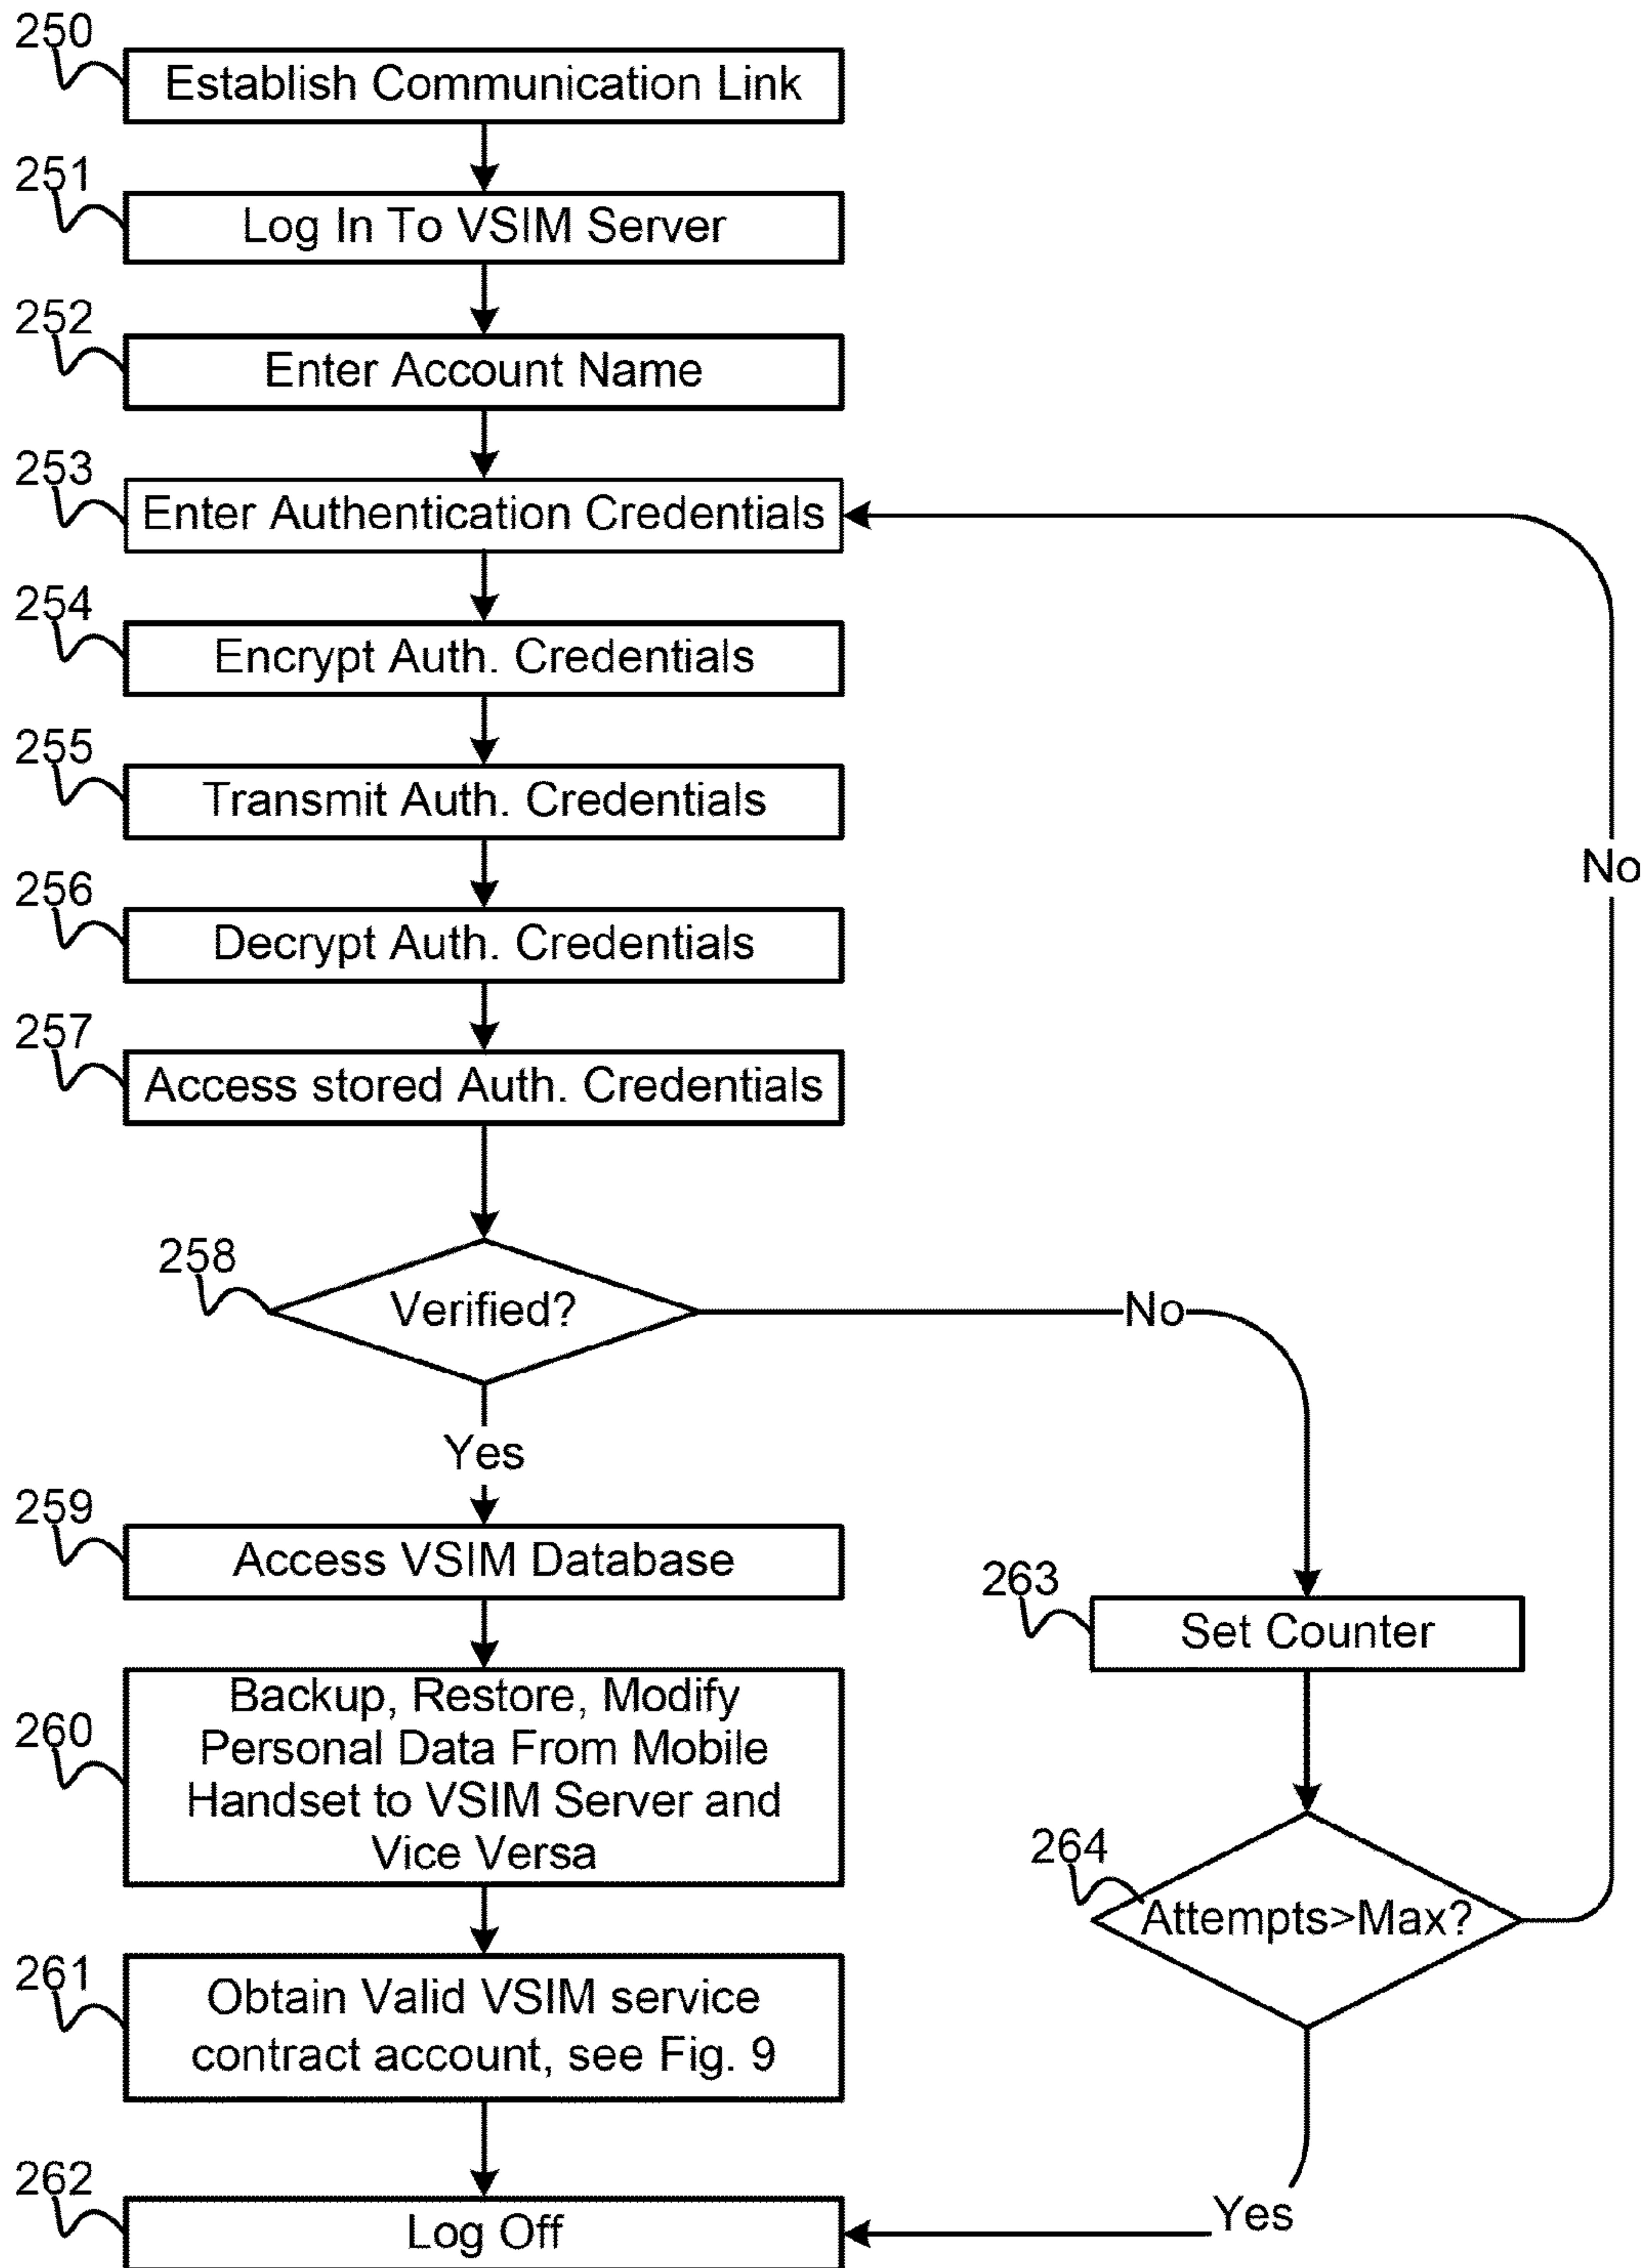 250
Establish Communication Link
251
Log In To VSIM Server
252
Enter Account Name
253
Enter Authentication Credentials
254
Encrypt Auth. Credentials
255
Transmit Auth. Credentials
No
256
Decrypt Auth. Credentials
257
Access stored Auth. Credentials
258
Verified?
No
Yes
259
Access VSIM Database
263
Set Counter
260
Backup, Restore, Modify
Personal Data From Mobile
Handset to VSIM Server and
Vice Versa
264
Attempts>Max?
261
Obtain Valid VSIM service
contract account, see Fig. 9
262
Log Off
Yes